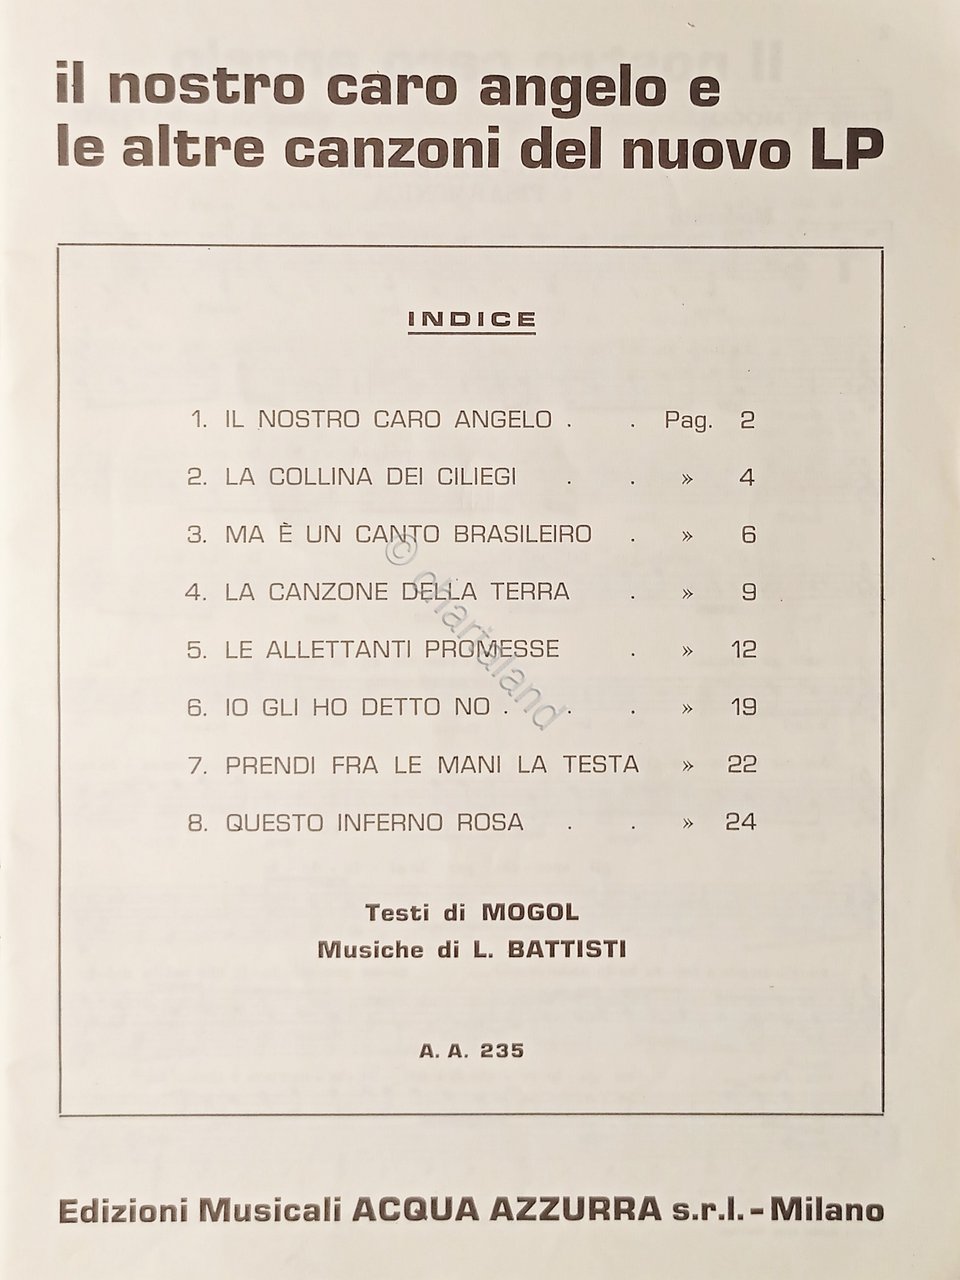 il nostro caro angelo e
le altre canzoni del nuovo LP
INDICE
1. IL NOSTRO CARO ANGELO . . Pag. 2
2. LA COLLINA DEI CILIEGI . . » 4
3. MA È UN CANTO BRASILEIRO . » 6
4. LA CANZONE DELLA TERRA . » 9
5. LE ALLETTANTI PROMESSE . » 12
6. IO GLI HO DETTO NO . . . » 19
7. PRENDI FRA LE MANI LA TESTA » 22
8. QUESTO INFERNO ROSA . . » 24
© chartaland
Testi di MOGOL
Musiche di L. BATTISTI
A. A. 235
Edizioni Musicali ACQUA AZZURRA s.r.l. - Milano